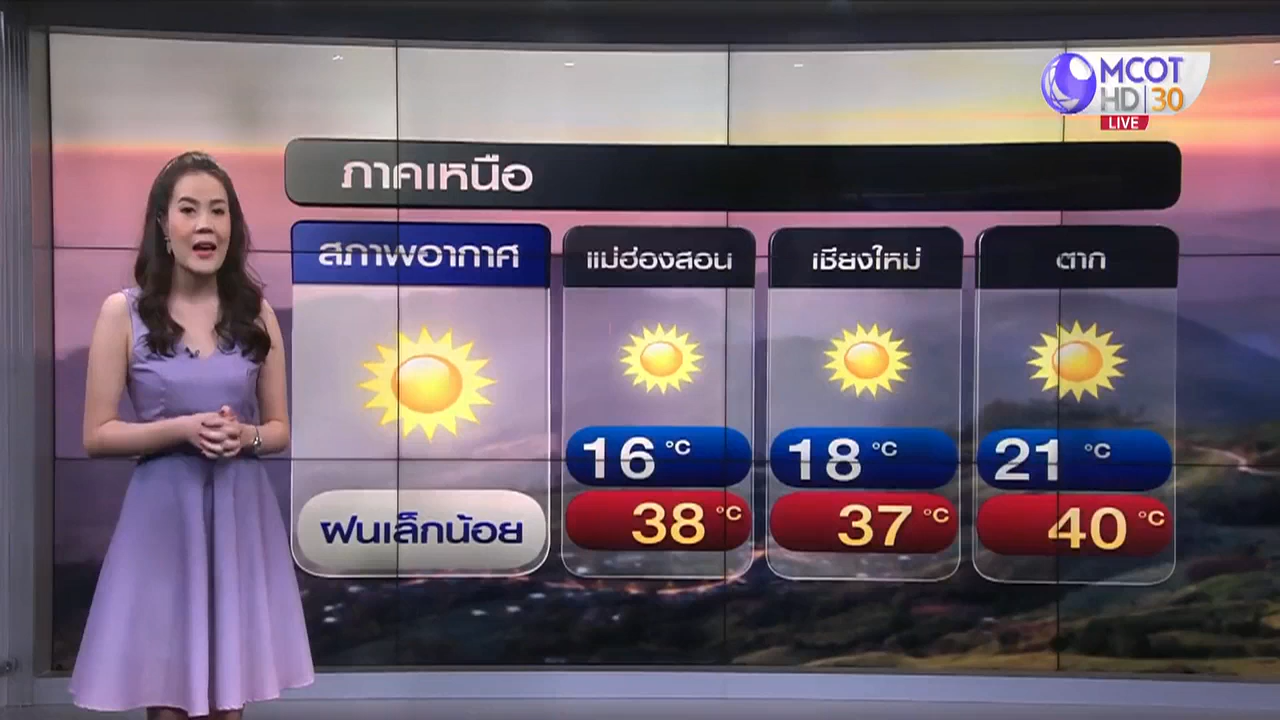 MCOT
HD 30
LIVE
ภาคเหนือ
สภาพอากาศ
แม่ฮ่องสอน
เชียงใหม่
ตาก
16 °C
18 °C
21 °C
ฝนเล็กน้อย
38 °C
37 °C
40 °C